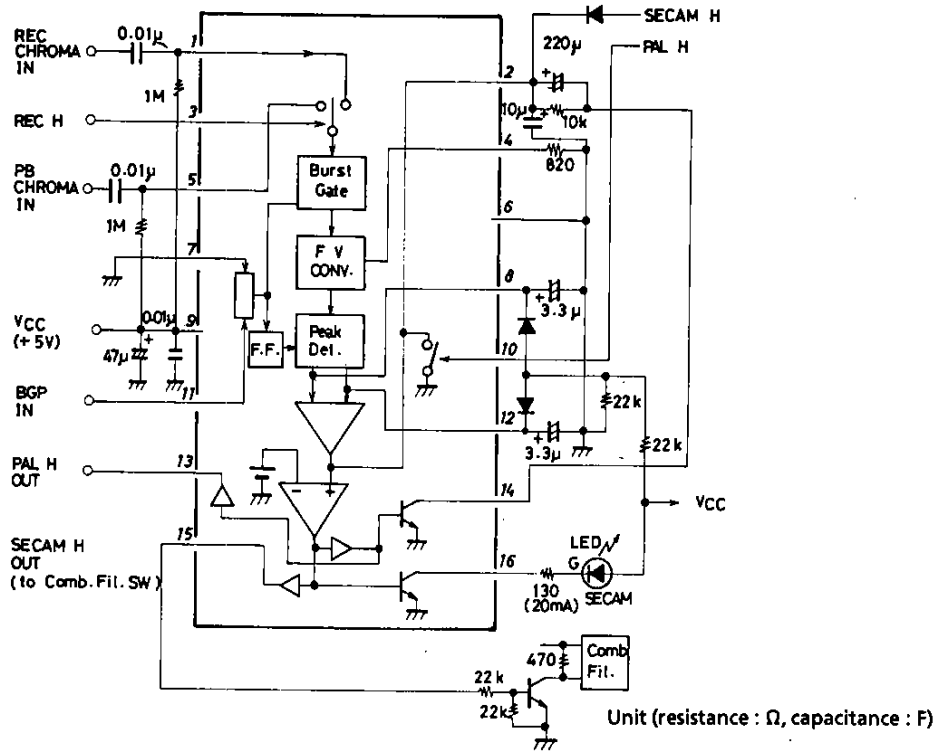 REC
CHROMA
IN
0.01μ
1
1M
REC H
3
PB
CHROMA
IN
0.01μ
5
1M
7
VCC
(+5V)
0.01μ
9
47μ
BGP
IN
11
PAL H
OUT
13
SECAM H
OUT
(to Comb. Fil. SW)
15
Burst
Gate
F V
CONV.
F.F.
Peak
Det.
-
+
SECAM H
220μ
PAL H
2
+
10μ
+
10k
4
820
6
8
+
3.3μ
10
12
+
3.3μ
22k
22k
14
VCC
16
LED
G
130
(20mA)
SECAM
470
Comb
Fil.
22k
22k
Unit (resistance : Ω, capacitance : F)